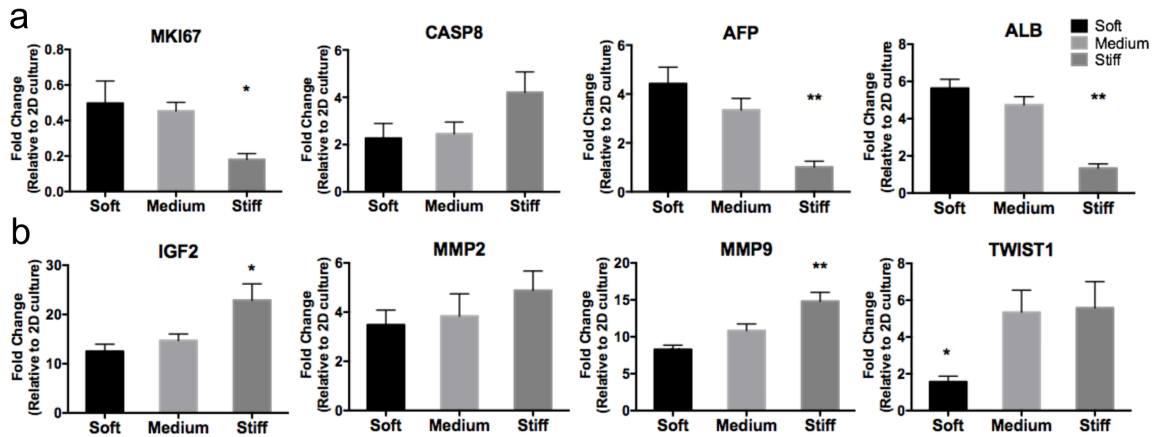 a
MKI67
Fold Change
(Relative to 2D culture)
0.8
0.6
0.4
0.2
0.0
*
Soft Medium Stiff
CASP8
Fold Change
(Relative to 2D culture)
6
4
2
0
Soft Medium Stiff
AFP
Fold Change
(Relative to 2D culture)
6
4
2
0
**
Soft Medium Stiff
ALB
Fold Change
(Relative to 2D culture)
8
6
4
2
0
**
Soft Medium Stiff
Soft
Medium
Stiff
b
IGF2
Fold Change
(Relative to 2D culture)
30
20
10
0
*
Soft Medium Stiff
MMP2
Fold Change
(Relative to 2D culture)
6
4
2
0
Soft Medium Stiff
MMP9
Fold Change
(Relative to 2D culture)
20
15
10
5
0
**
Soft Medium Stiff
TWIST1
Fold Change
(Relative to 2D culture)
8
6
4
2
0
*
Soft Medium Stiff